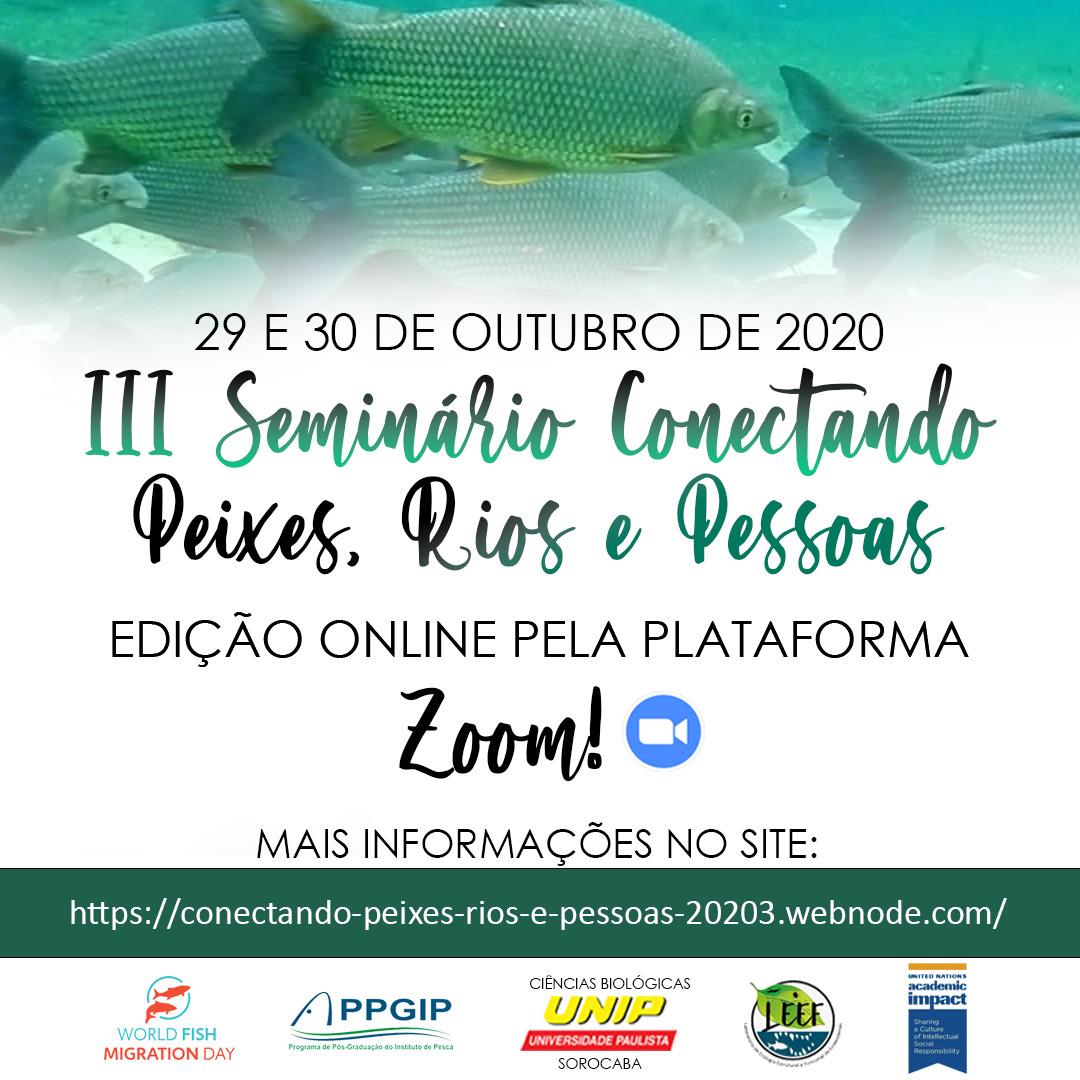 29 E 30 DE OUTUBRO DE 2020
III Seminário Conectando
Peixes, Rios e Pessoas
EDIÇÃO ONLINE PELA PLATAFORMA
Zoom!
MAIS INFORMAÇÕES NO SITE:
https://conectando-peixes-rios-e-pessoas-20203.webnode.com/
WORLD FISH
MIGRATION DAY
PPGIP
Programa de Pós-Graduação do Instituto de Pesca
CIÊNCIAS BIOLÓGICAS
UNIP
UNIVERSIDADE PAULISTA
SOROCABA
LEEF
UNITED NATIONS
academic
impact
Sharing
a Culture
of Intellectual
Social
Responsibility